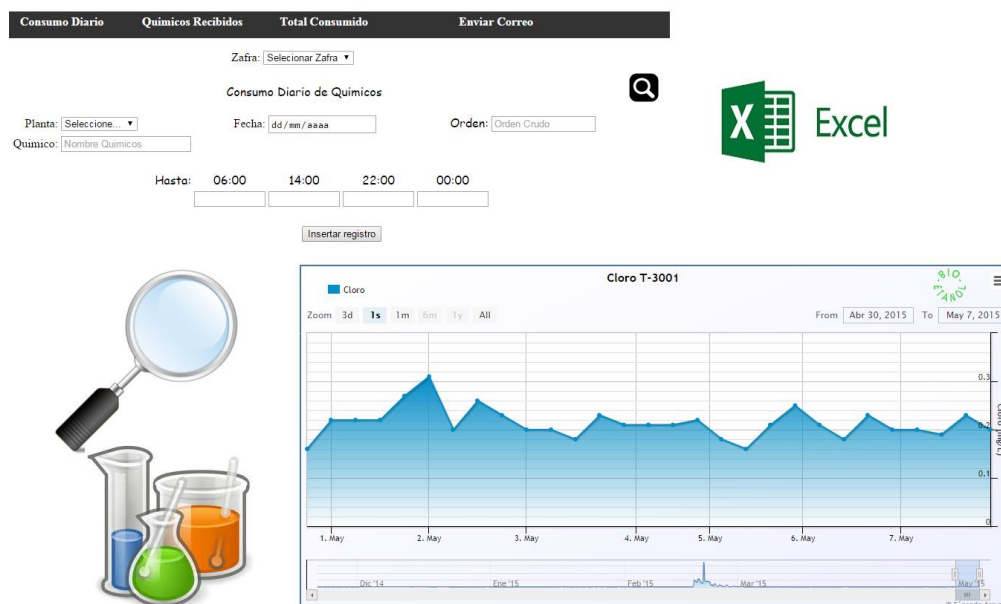 Consumo Diario Quimicos Recibidos Total Consumido Enviar Correo
Zafra: Selecionar Zafra
Consumo Diario de Quimicos
Planta: Seleccione... Fecha: dd/mm/aaaa Orden: Orden Crudo
Quimico: Nombre Quimicos
Hasta: 06:00 14:00 22:00 00:00
Insertar registro
X Excel
Cloro T-3001
Cloro
BIO-ETANOL
Zoom 3d 1s 1m 6m 1y All From Abr 30, 2015 To May 7, 2015
0.3
0.1
0
1. May 2. May 3. May 4. May 5. May 6. May 7. May
Dic '14 Ene '15 Feb '15 Mar '15 May '15